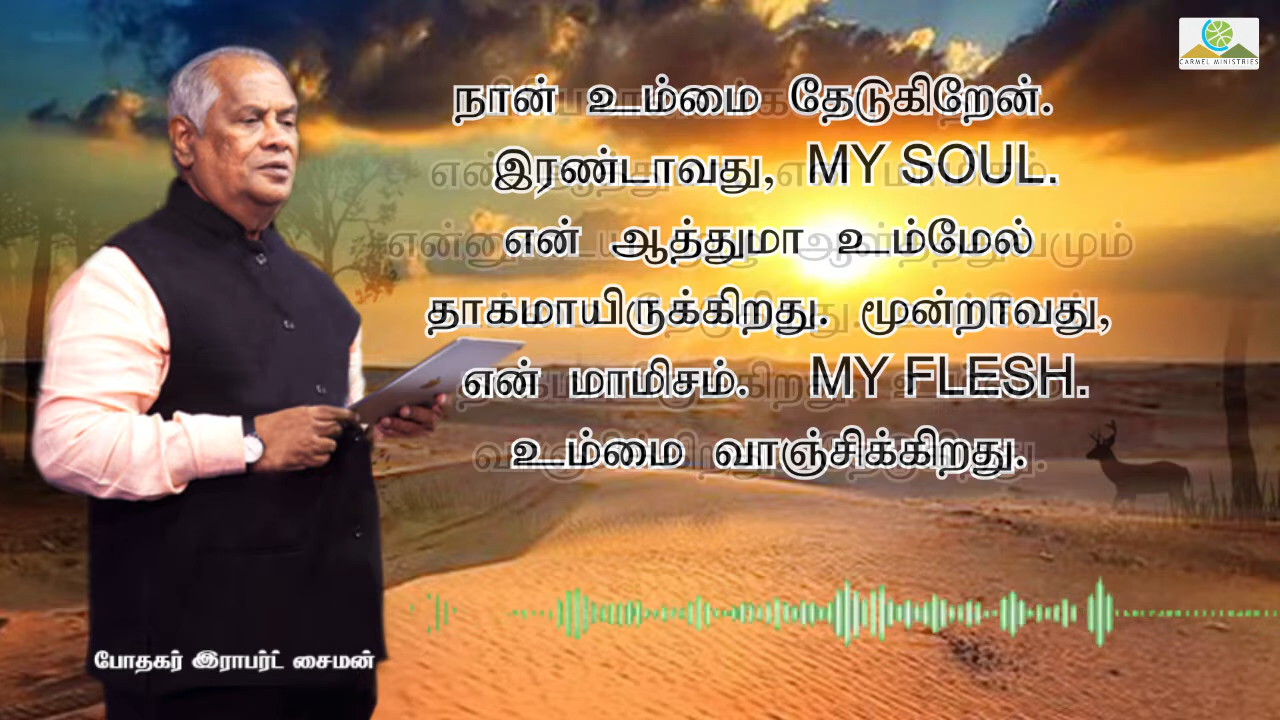 CARMEL MINISTRIES
நான் உம்மை தேடுகிறேன்.
இரண்டாவது, MY SOUL.
என் ஆத்துமா உம்மேல்
தாகமாயிருக்கிறது. மூன்றாவது,
என் மாமிசம். MY FLESH.
உம்மை வாஞ்சிக்கிறது.
போதகர் இராபர்ட் சைமன்